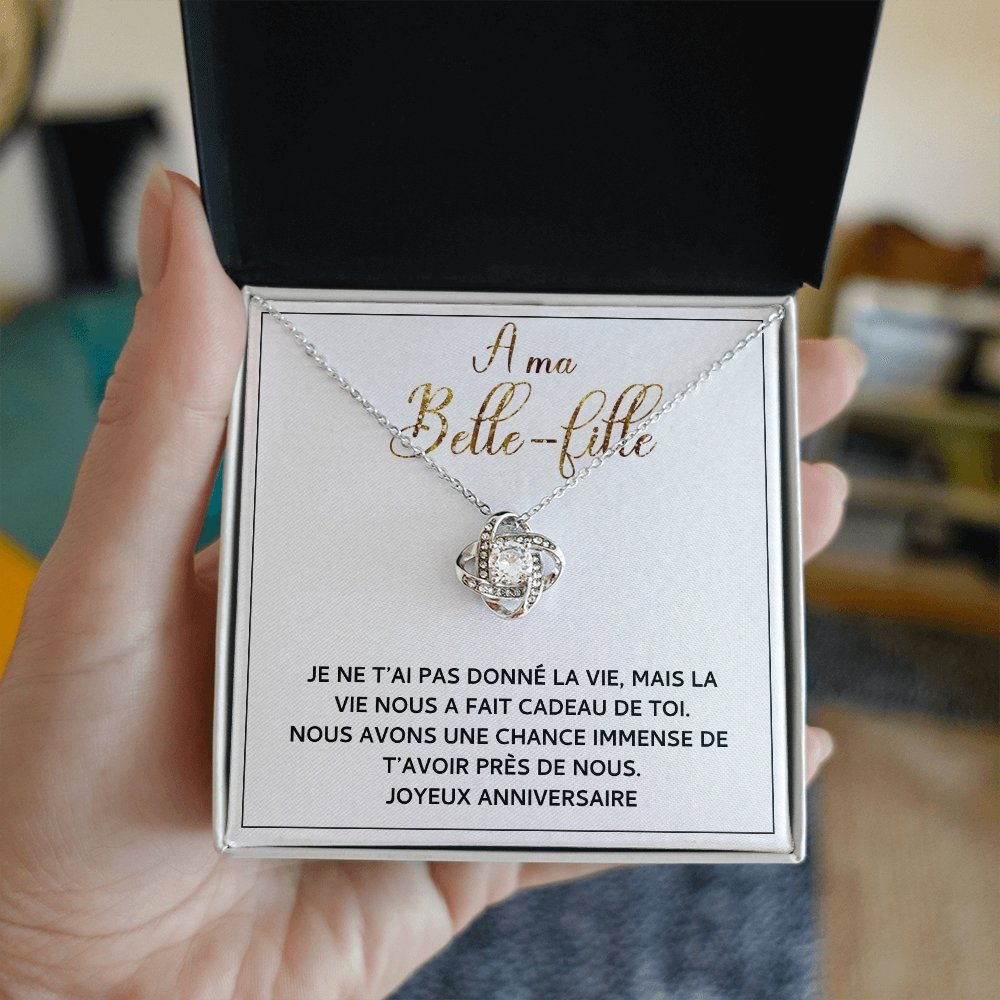 A ma
Belle-fille
JE NE T'AI PAS DONNÉ LA VIE, MAIS LA
VIE NOUS A FAIT CADEAU DE TOI.
NOUS AVONS UNE CHANCE IMMENSE DE
T'AVOIR PRÈS DE NOUS.
JOYEUX ANNIVERSAIRE